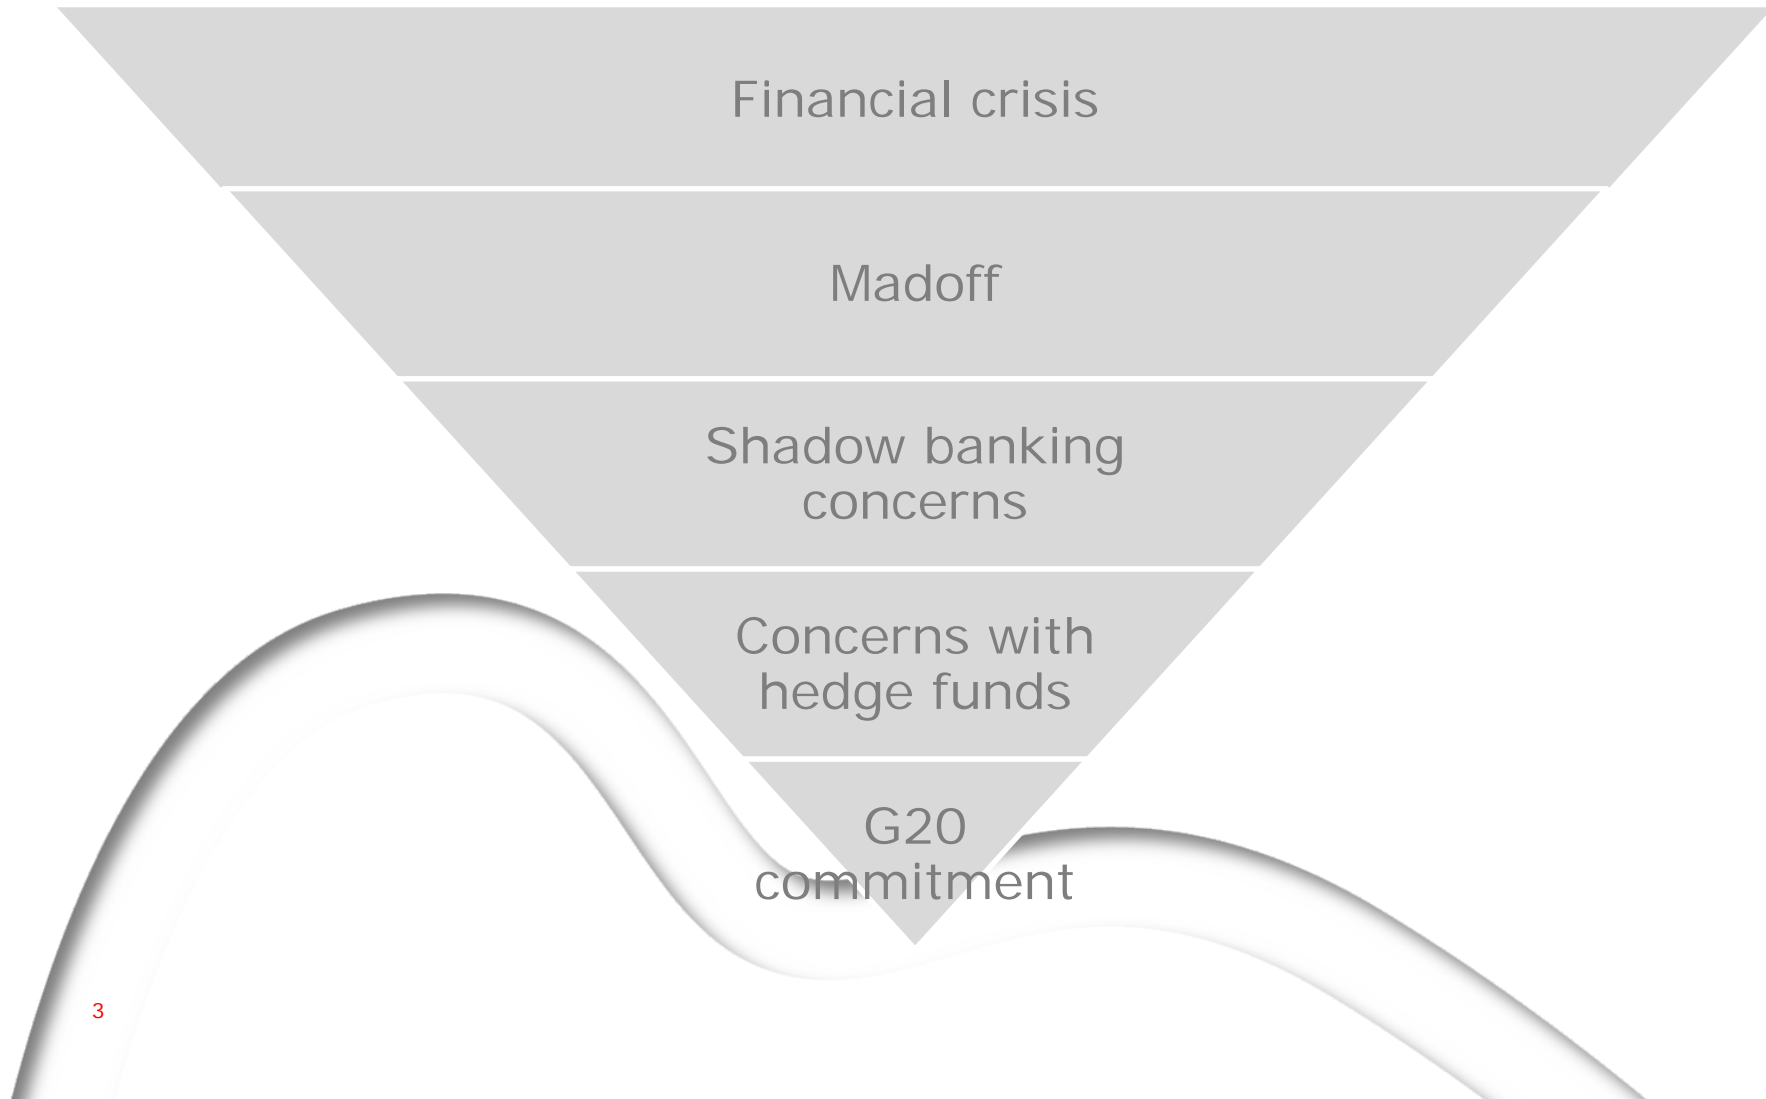 Financial crisis
Madoff
Shadow banking
concerns
Concerns with
hedge funds
G20
commitment
3